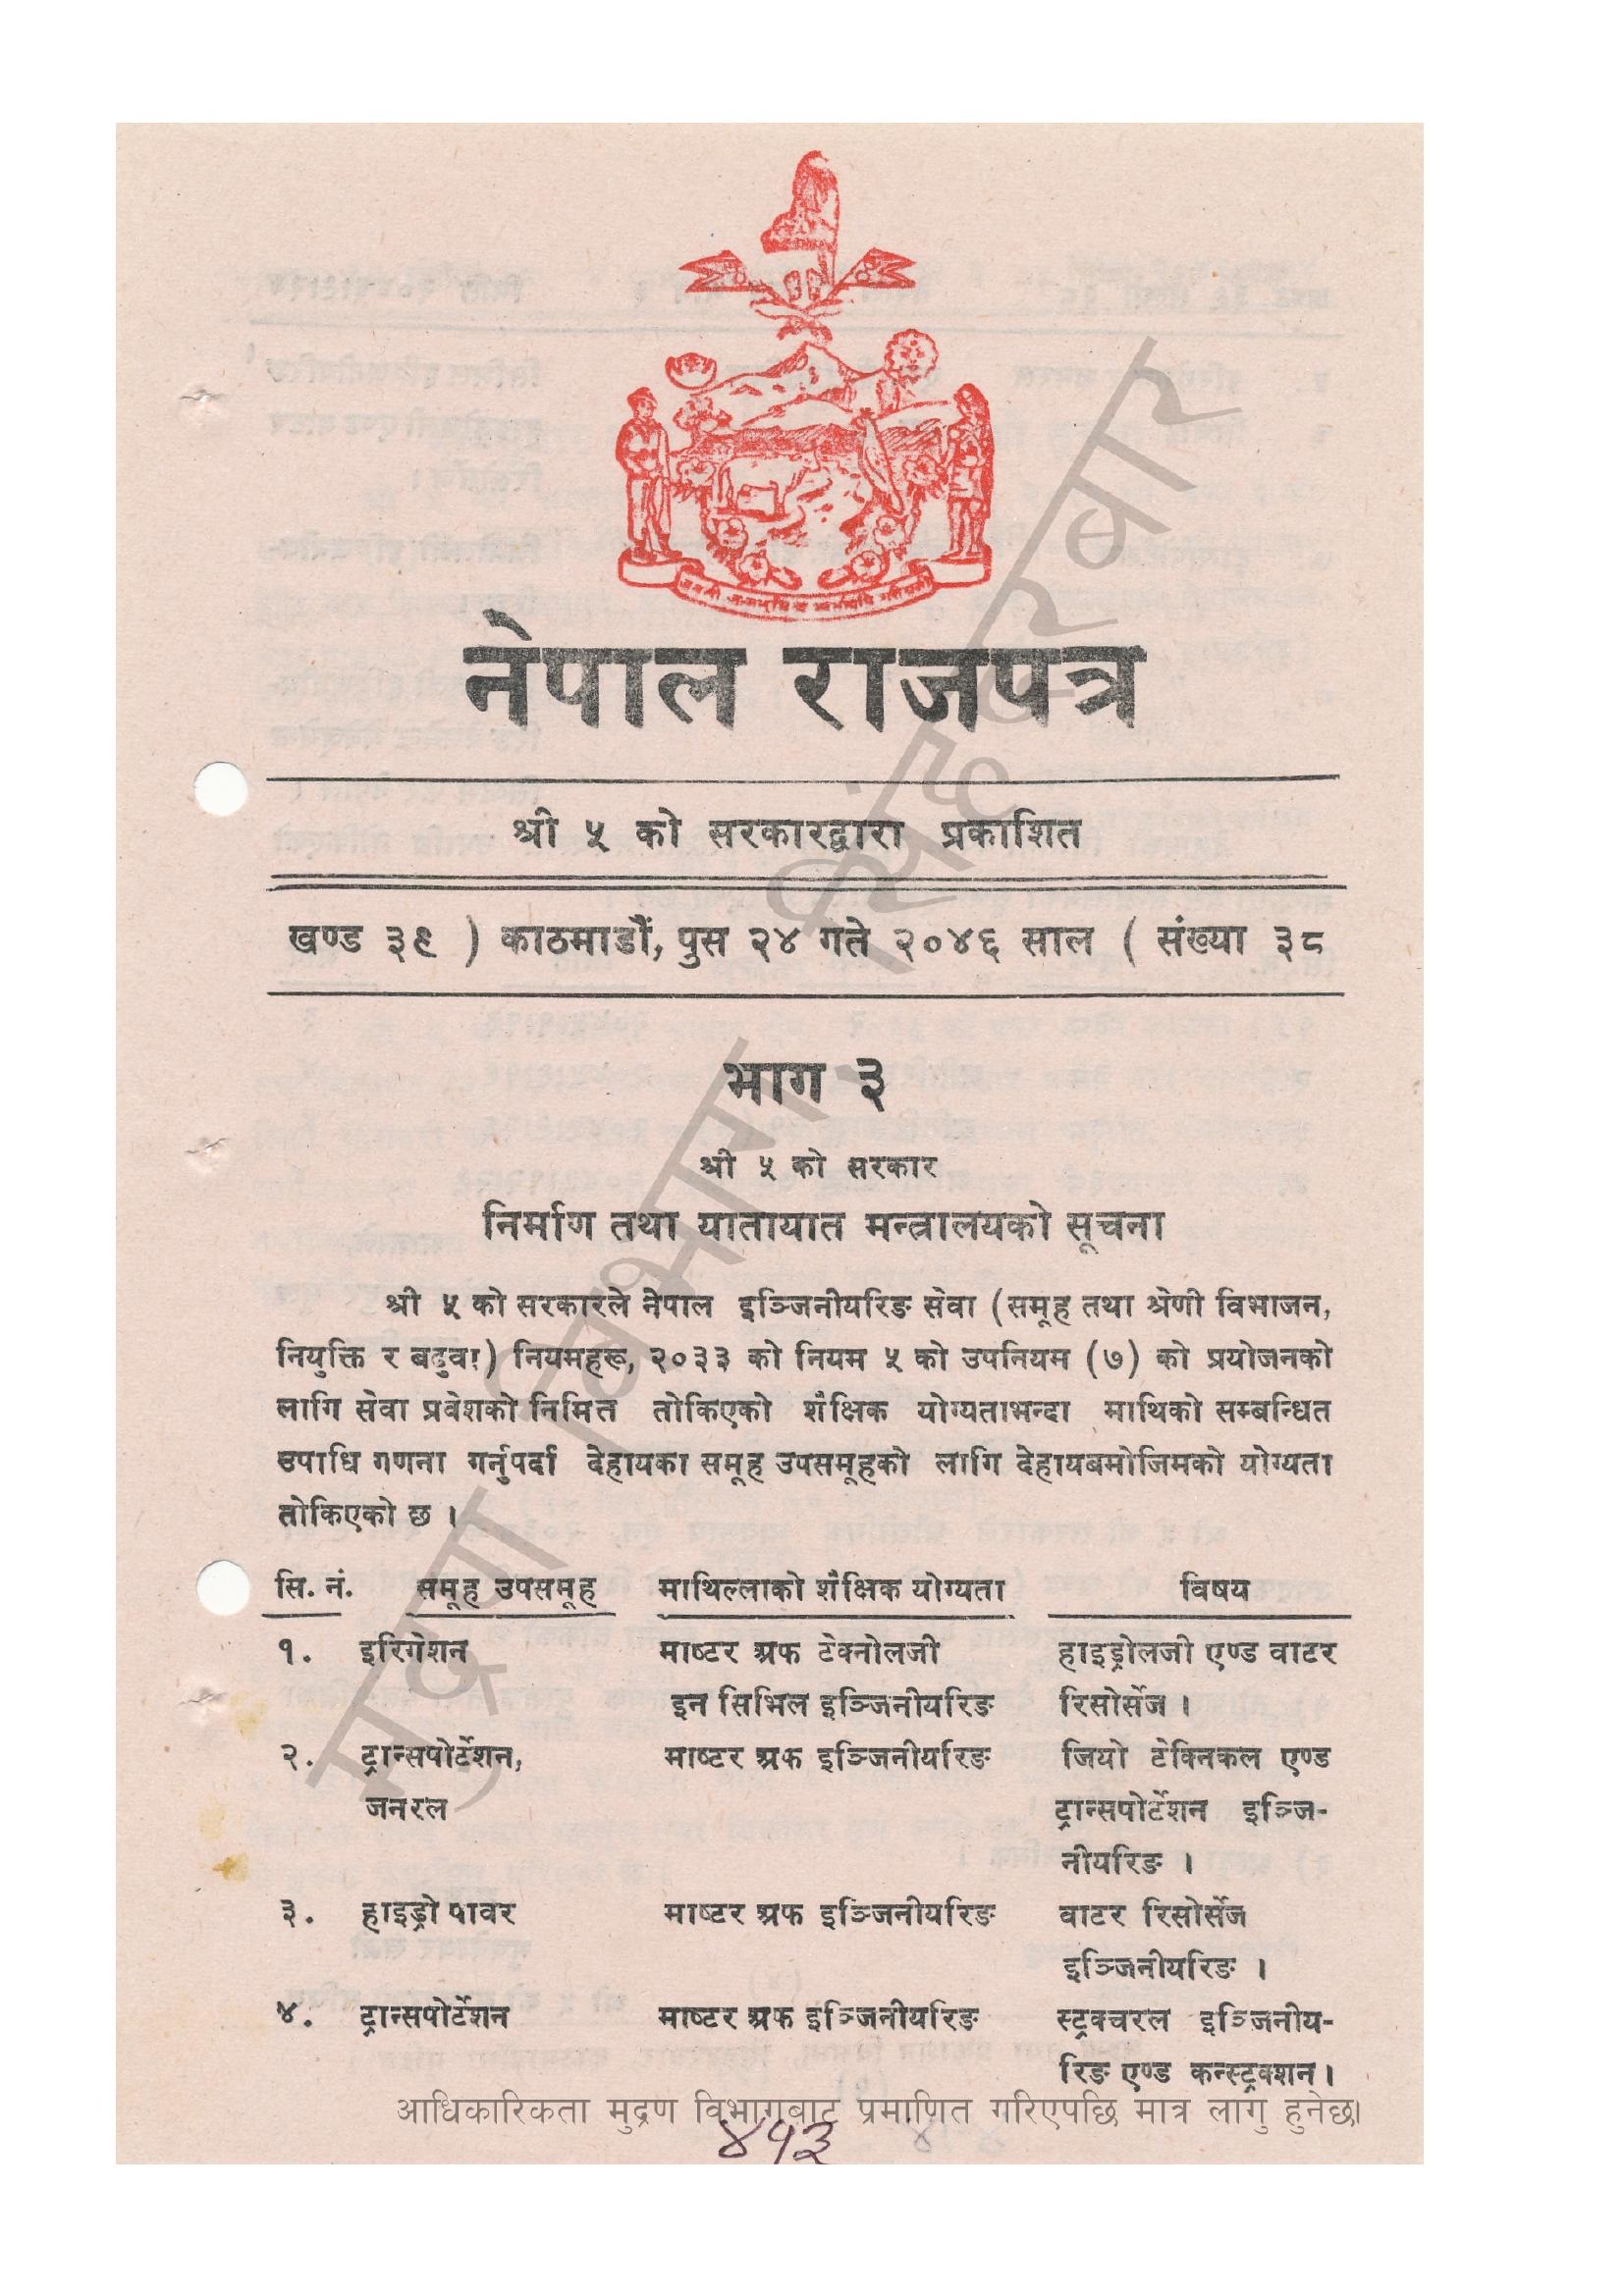 नेपाल राजपत्र
श्री ५ को सरकारद्वारा प्रकाशित
खण्ड ३९ ) काठमाडौं, पुस २४ गते २०४६ साल ( संख्या ३८
भाग ३
श्री ५ को सरकार
निर्माण तथा यातायात मन्त्रालयको सूचना
श्री ५ को सरकारले नेपाल इञ्जिनीयरिङ सेवा (समूह तथा श्रेणी विभाजन,
नियुक्ति र बढुवा) नियमहरू, २०३३ को नियम ५ को उपनियम (७) को प्रयोजनको
लागि सेवा प्रवेशको निमित्त तोकिएको शैक्षिक योग्यताभन्दा माथिको सम्बन्धित
उपाधि गणना गर्नुपर्दा देहायका समूह उपसमूहको लागि देहायबमोजिमको योग्यता
तोकिएको छ ।
सि. नं. समूह उपसमूह माथिल्लाको शैक्षिक योग्यता विषय
१. इरिगेशन माष्टर अफ टेक्नोलजी हाइड्रोलजी एण्ड वाटर
इन सिभिल इञ्जिनीयरिङ रिसोर्सेज ।
२. ट्रान्सपोर्टेशन, माष्टर अफ इञ्जिनीयरिङ जियो टेक्निकल एण्ड
जनरल ट्रान्सपोर्टेशन इञ्जि-
नीयरिङ ।
३. हाइड्रो पावर माष्टर अफ इञ्जिनीयरिङ वाटर रिसोर्सेज
इञ्जिनीयरिङ ।
४. ट्रान्सपोर्टेशन माष्टर अफ इञ्जिनीयरिङ स्ट्रक्चरल इञ्जिनीय-
रिङ एण्ड कन्स्ट्रक्शन ।
आधिकारिकता मुद्रण विभागबाट प्रमाणित गरिएपछि मात्र लागु हुनेछ।
४१३
मुद्रण विभाग, सिंहदरबार